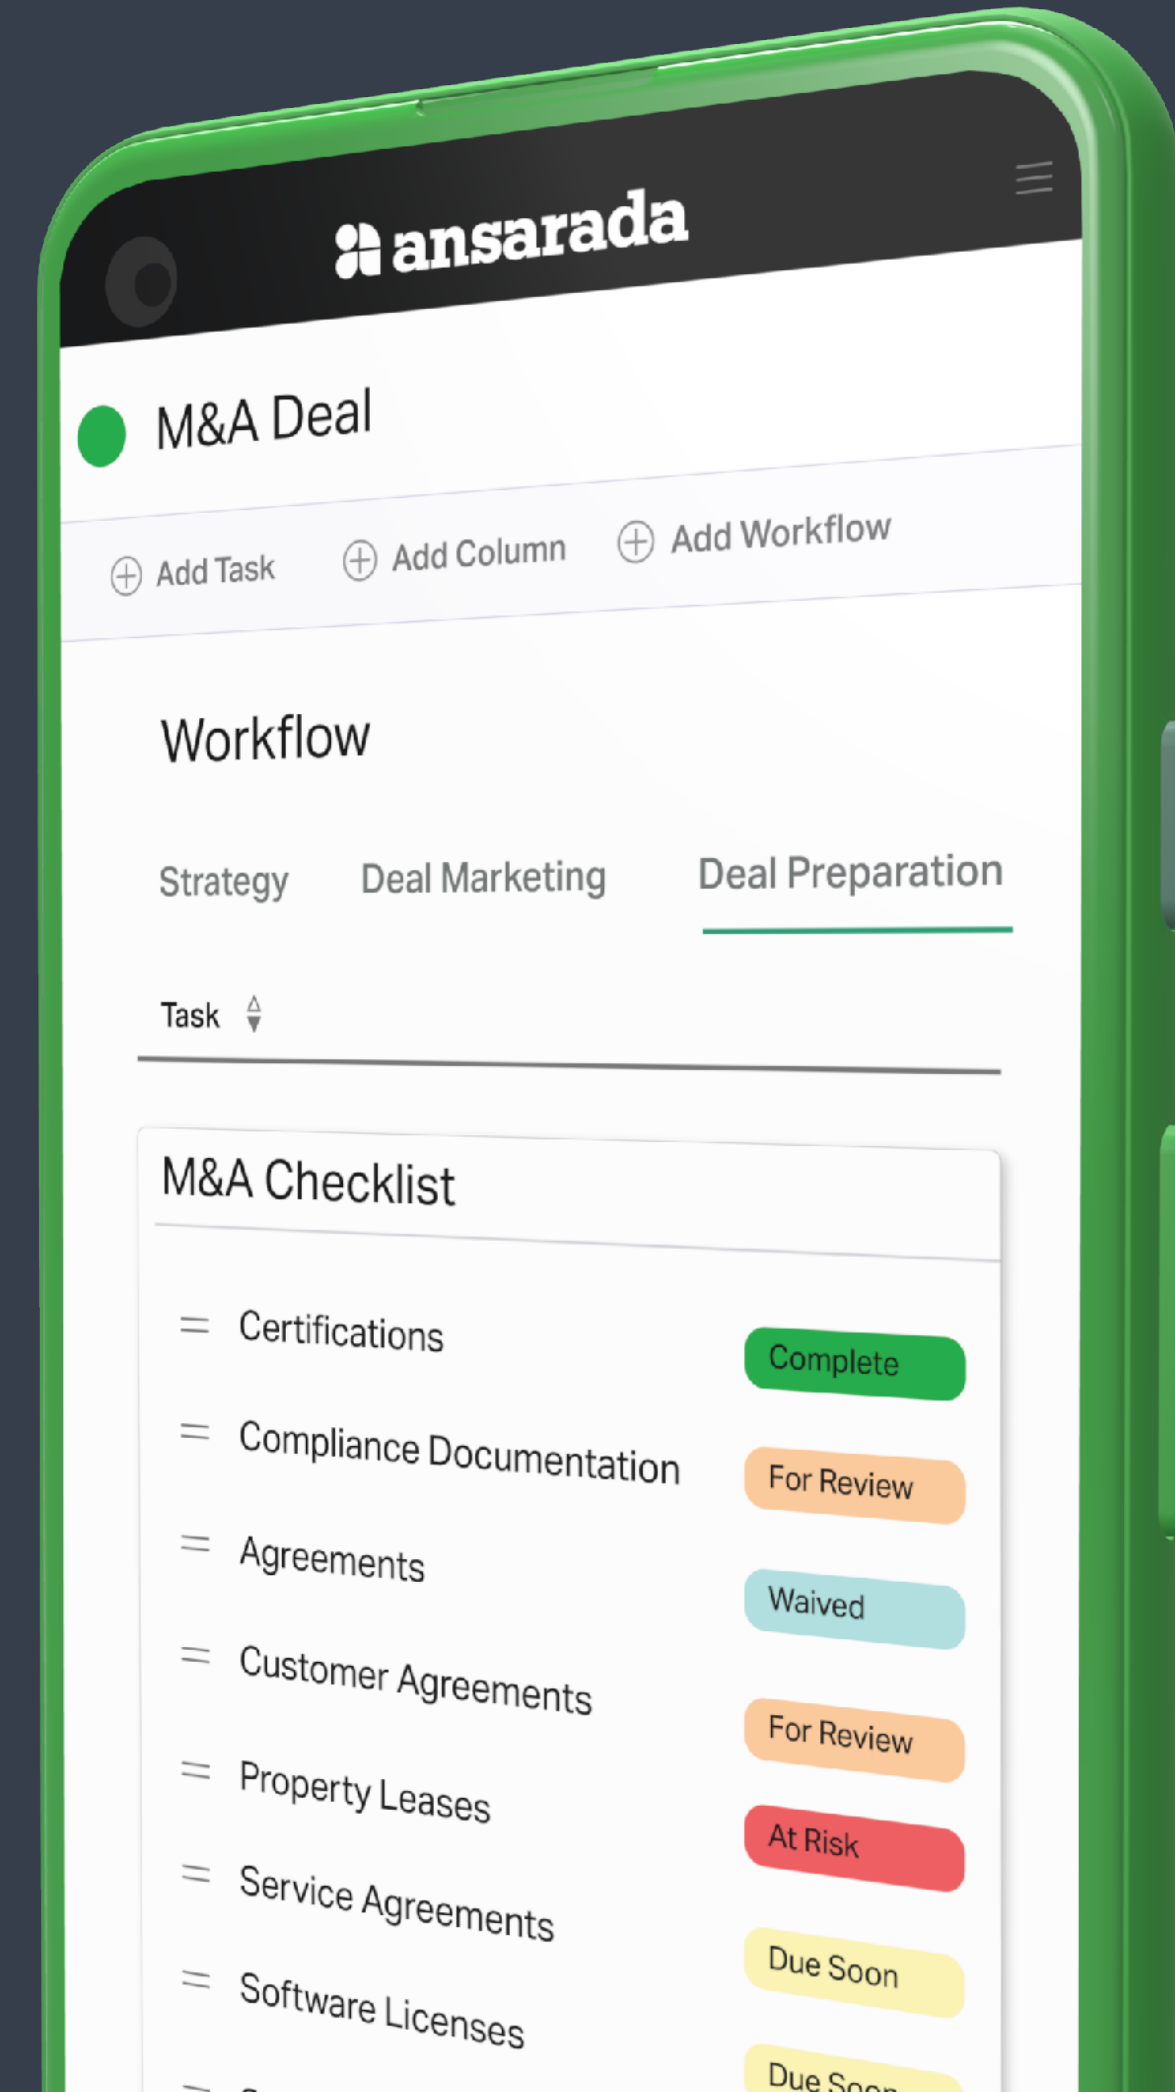 ansarada
M&A Deal
Add Task Add Column Add Workflow
Workflow
Strategy Deal Marketing Deal Preparation
Task
M&A Checklist
Certifications Complete
Compliance Documentation For Review
Agreements Waived
Customer Agreements For Review
Property Leases At Risk
Service Agreements Due Soon
Software Licenses Due Soon